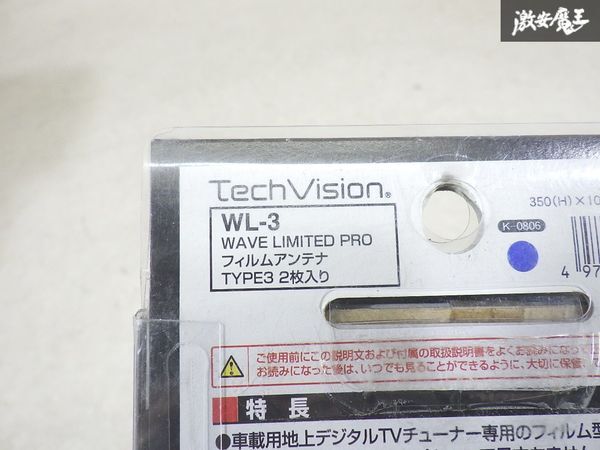 激安魔王
TechVision®
WL-3
WAVE LIMITED PRO
フィルムアンテナ
TYPE3 2枚入り
350(H)×10
K-0806
4 97
ご使用前にこの説明文および付属の取扱説明書をよくお読みになって
お読みになった後は、いつでも見ることができるように、大切に保管、
特長
●車載用地上デジタルTVチューナー専用のフィルム型